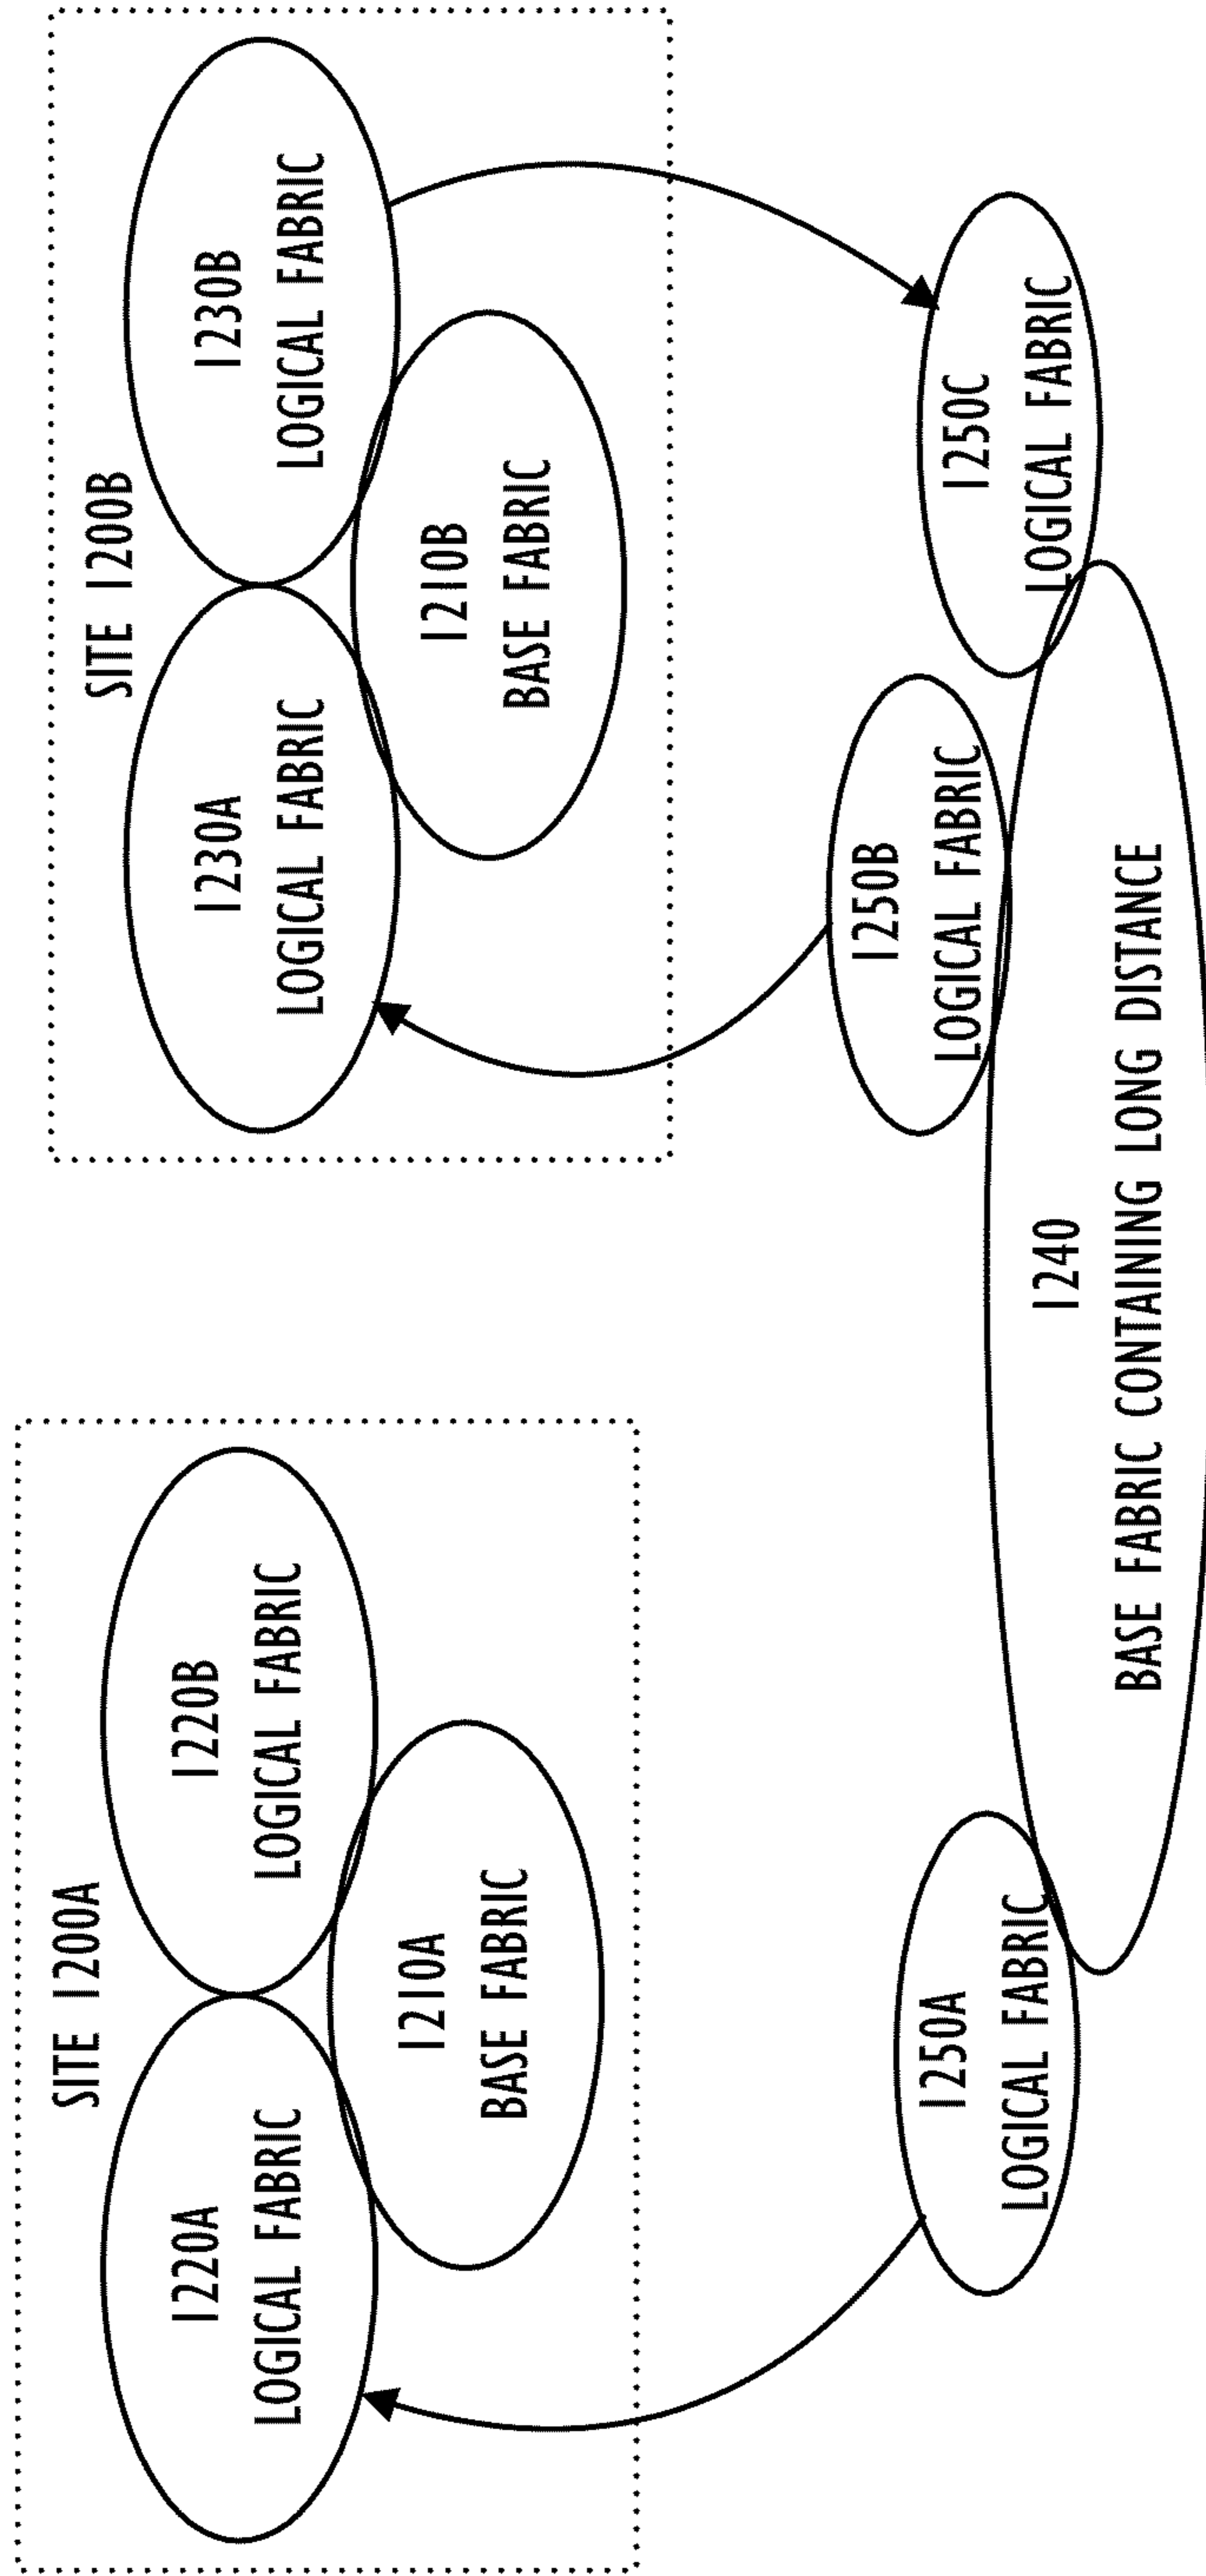 SITE 1200A
1220A
LOGICAL FABRIC
1220B
LOGICAL FABRIC
1210A
BASE FABRIC
SITE 1200B
1230A
LOGICAL FABRIC
1230B
LOGICAL FABRIC
1210B
BASE FABRIC
1250A
LOGICAL FABRIC
1250B
LOGICAL FABRIC
1250C
LOGICAL FABRIC
1240
BASE FABRIC CONTAINING LONG DISTANCE